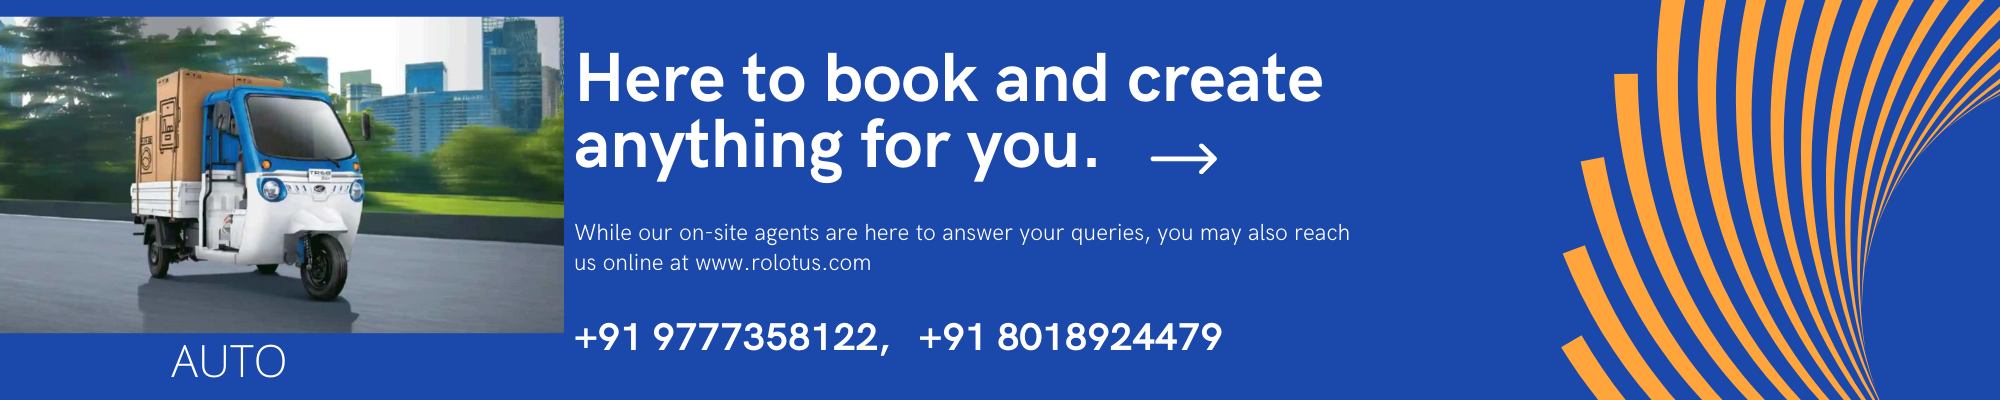 Here to book and create
anything for you.
While our on-site agents are here to answer your queries, you may also reach
us online at www.rolotus.com
+91 9777358122, +91 8018924479
AUTO